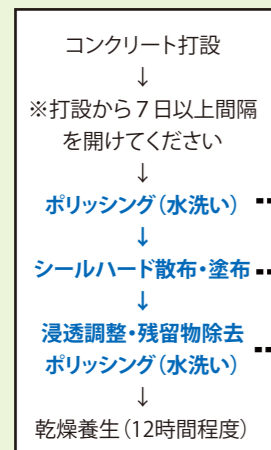 コンクリート打設
↓
※打設から7日以上間隔
を開けてください
↓
ポリッシング(水洗い)
↓
シールハード散布・塗布
↓
浸透調整・残留物除去
ポリッシング(水洗い)
↓
乾燥養生(12時間程度)